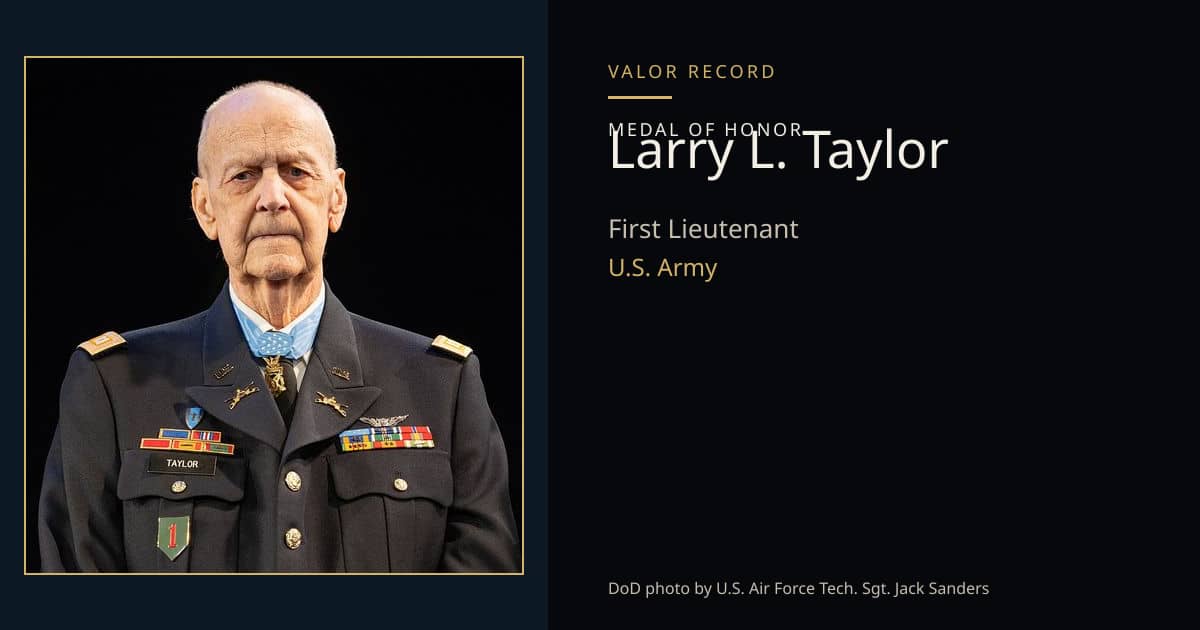 VALOR RECORD
MEDAL OF HONOR
Larry L. Taylor
First Lieutenant
U.S. Army
TAYLOR
1
DoD photo by U.S. Air Force Tech. Sgt. Jack Sanders